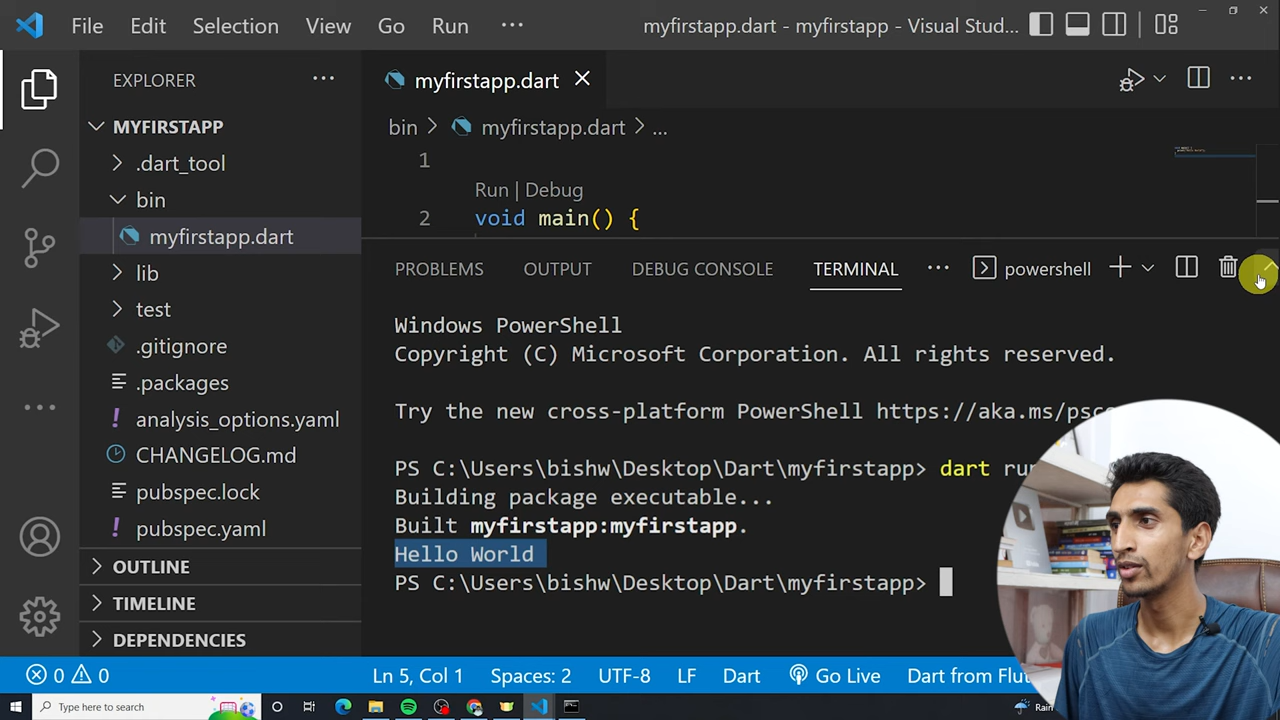 File Edit Selection View Go Run ... myfirstapp.dart - myfirstapp - Visual Stud...
EXPLORER ...
myfirstapp.dart
MYFIRSTAPP
bin > myfirstapp.dart > ...
.dart_tool
1
bin
Run | Debug
myfirstapp.dart
2 void main() {
lib
test
.gitignore
.packages
analysis_options.yaml
CHANGELOG.md
pubspec.lock
pubspec.yaml
OUTLINE
TIMELINE
DEPENDENCIES
PROBLEMS OUTPUT DEBUG CONSOLE TERMINAL ... powershell
Windows PowerShell
Copyright (C) Microsoft Corporation. All rights reserved.
Try the new cross-platform PowerShell https://aka.ms/psc
PS C:\Users\bishw\Desktop\Dart\myfirstapp> dart run
Building package executable...
Built myfirstapp:myfirstapp.
Hello World
PS C:\Users\bishw\Desktop\Dart\myfirstapp>
0 0 Ln 5, Col 1 Spaces: 2 UTF-8 LF Dart Go Live Dart from Flut
Type here to search
Rain